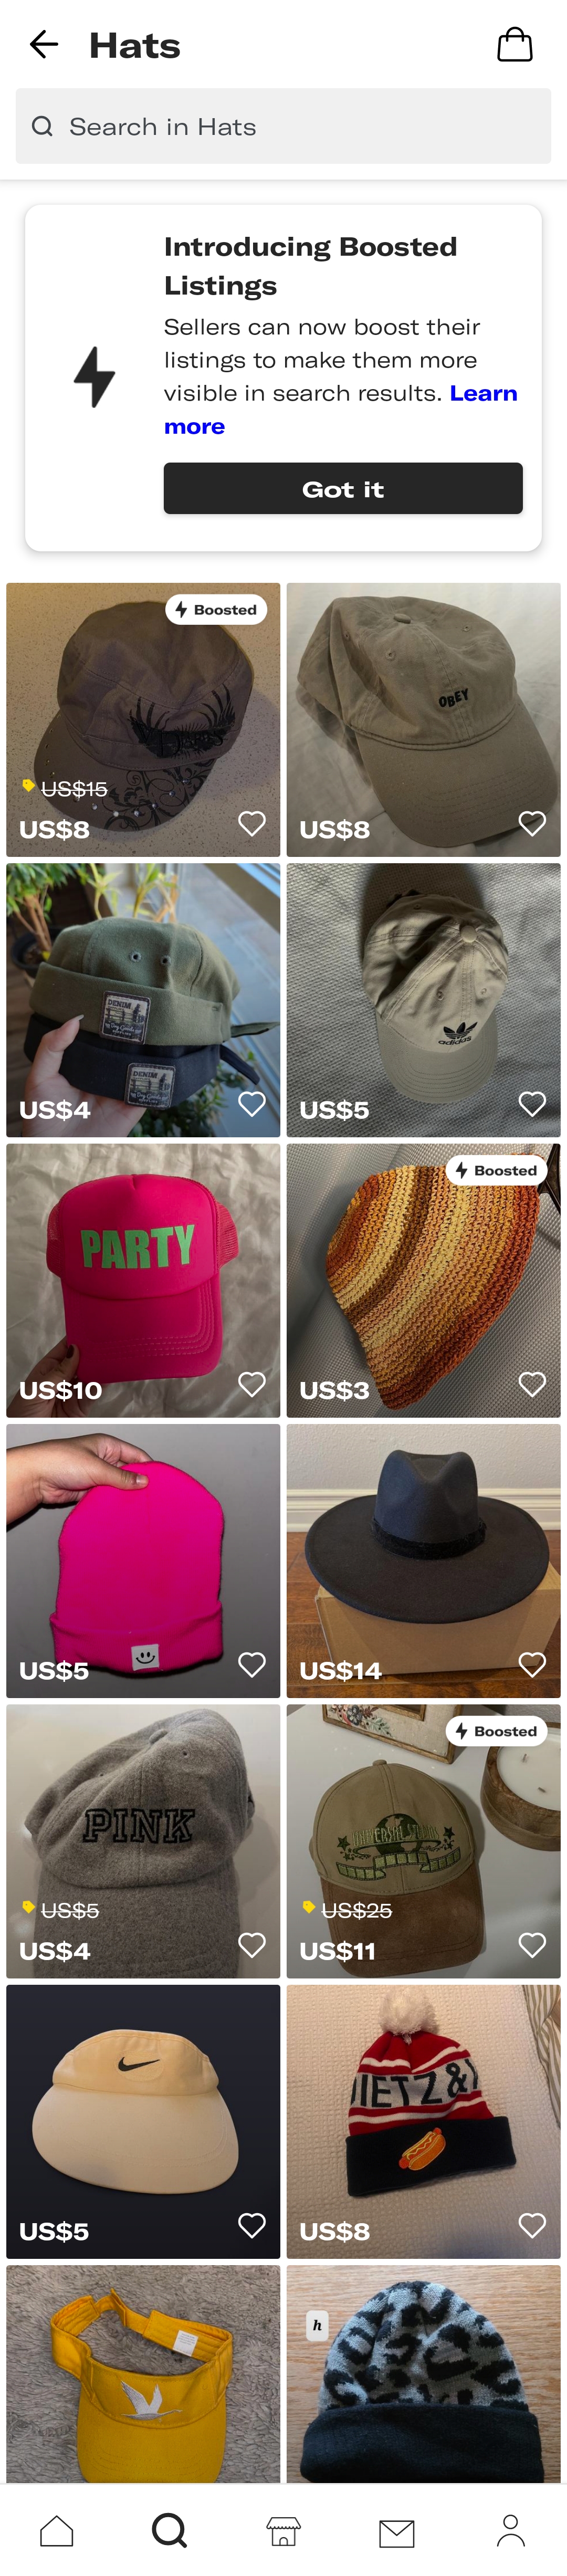 Hats
Search in Hats
Introducing Boosted
Listings
Sellers can now boost their
listings to make them more
visible in search results. Learn
more
Got it
Boosted
US$15
US$8
OBEY
US$8
DENIM
DENIM
US$4
adidas
US$5
PARTY
US$10
Boosted
US$3
US$5
US$14
PINK
US$5
US$4
Boosted
UNIVERSAL STUDIOS
US$25
US$11
US$5
IETZ&
US$8
h